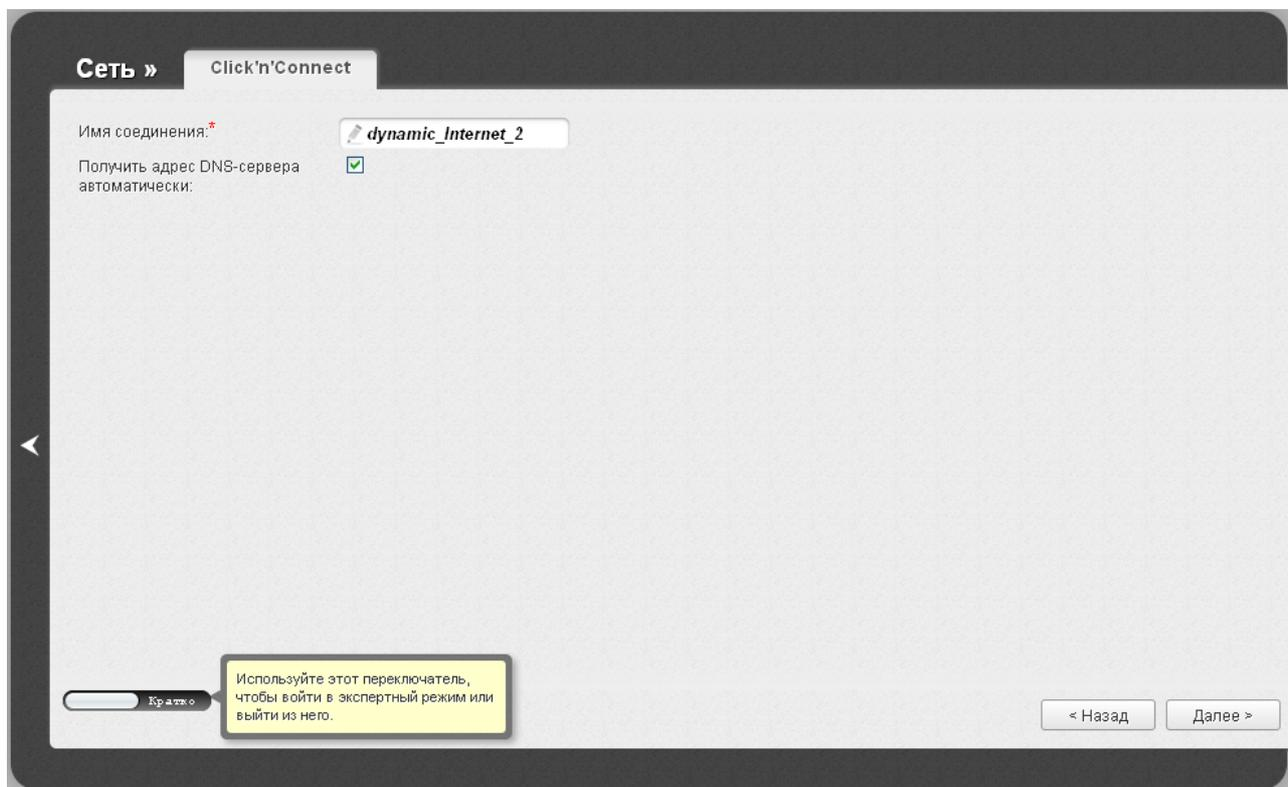 Сеть »
Click'n'Connect
Имя соединения:*
dynamic_Internet_2
Получить адрес DNS-сервера
автоматически:
Кратко
Используйте этот переключатель,
чтобы войти в экспертный режим или
выйти из него.
< Назад
Далее >